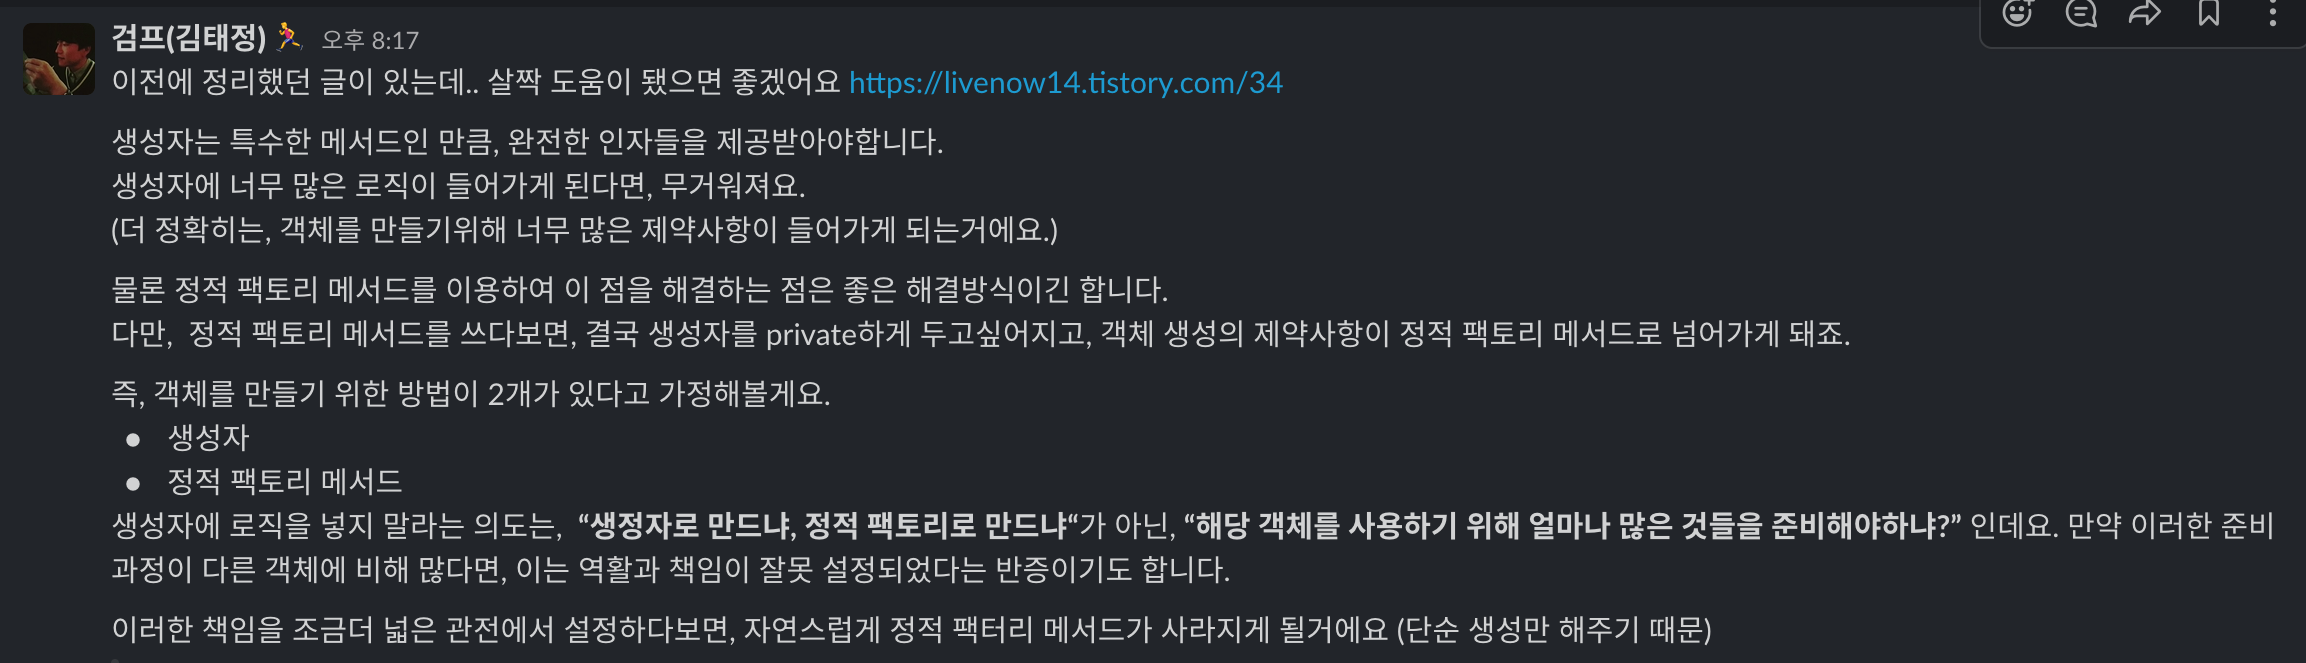 검프(김태정) 오후 8:17
이전에 정리했던 글이 있는데.. 살짝 도움이 됐으면 좋겠어요 https://livenow14.tistory.com/34
생성자는 특수한 메서드인 만큼, 완전한 인자들을 제공받아야합니다.
생성자에 너무 많은 로직이 들어가게 된다면, 무거워져요.
(더 정확히는, 객체를 만들기위해 너무 많은 제약사항이 들어가게 되는거에요.)
물론 정적 팩토리 메서드를 이용하여 이 점을 해결하는 점은 좋은 해결방식이긴 합니다.
다만, 정적 팩토리 메서드를 쓰다보면, 결국 생성자를 private하게 두고싶어지고, 객체 생성의 제약사항이 정적 팩토리 메서드로 넘어가게 돼죠.
즉, 객체를 만들기 위한 방법이 2개가 있다고 가정해볼게요.
• 생성자
• 정적 팩토리 메서드
생성자에 로직을 넣지 말라는 의도는, “생정자로 만드냐, 정적 팩토리로 만드냐“가 아닌, “해당 객체를 사용하기 위해 얼마나 많은 것들을 준비해야하냐?” 인데요. 만약 이러한 준비
과정이 다른 객체에 비해 많다면, 이는 역활과 책임이 잘못 설정되었다는 반증이기도 합니다.
이러한 책임을 조금더 넓은 관전에서 설정하다보면, 자연스럽게 정적 팩터리 메서드가 사라지게 될거에요 (단순 생성만 해주기 때문)